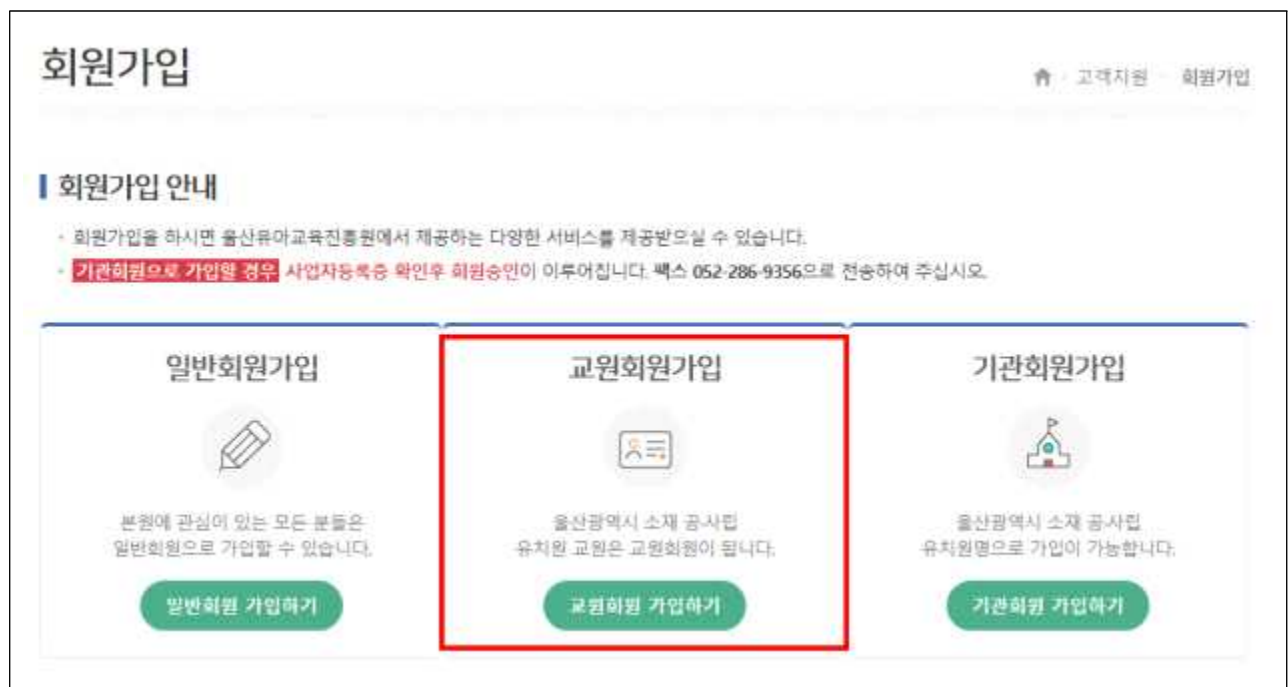 회원가입
고객지원 회원가입
회원가입 안내
회원가입을 하시면 울산유아교육진흥원에서 제공하는 다양한 서비스를 제공받으실 수 있습니다.
기관회원으로 가입할 경우 사업자등록증 확인후 회원승인이 이루어집니다. 팩스 052-286-9356으로 전송하여 주십시오.
일반회원가입
본원에 관심이 있는 모든 분들은
일반회원으로 가입할 수 있습니다.
일반회원 가입하기
교원회원가입
울산광역시 소재 공·사립
유치원 교원은 교원회원이 됩니다.
교원회원 가입하기
기관회원가입
울산광역시 소재 공·사립
유치원명으로 가입이 가능합니다.
기관회원 가입하기